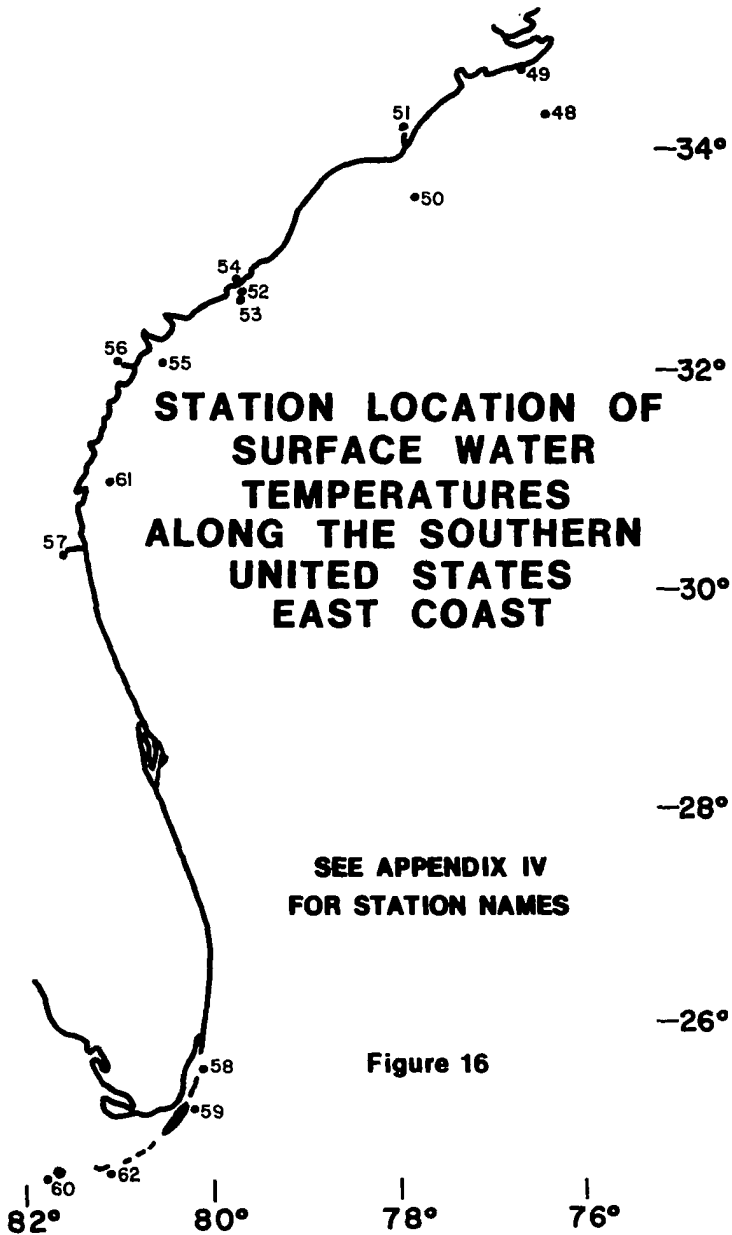 49
51
48
—34°
50
54
52
53
56
55
—32°
STATION LOCATION OF
SURFACE WATER
TEMPERATURES
ALONG THE SOUTHERN
UNITED STATES
EAST COAST
61
57
—30°
—28°
SEE APPENDIX IV
FOR STATION NAMES
—26°
Figure 16
58
59
62
60
82° 80° 78° 76°